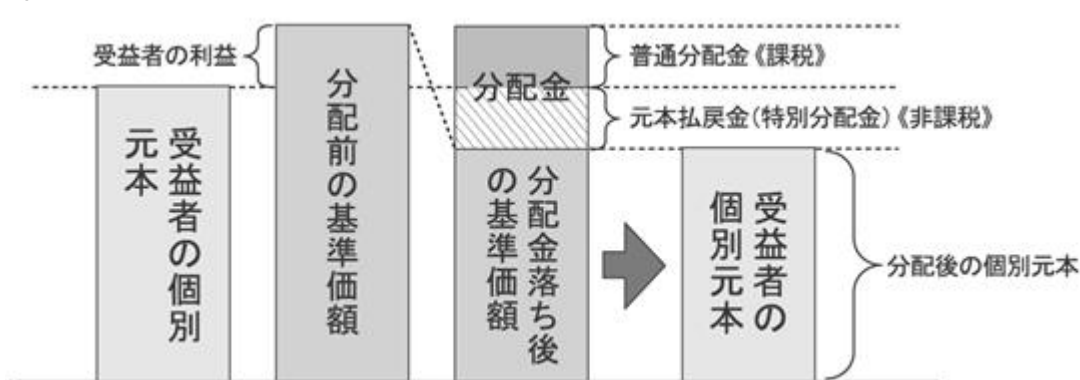 受益者の利益
受益者の個別
元本
分配前の基準価額
分配金
分配金落ち後
の基準価額
普通分配金《課税》
元本払戻金(特別分配金)《非課税》
受益者の
個別元本
分配後の個別元本